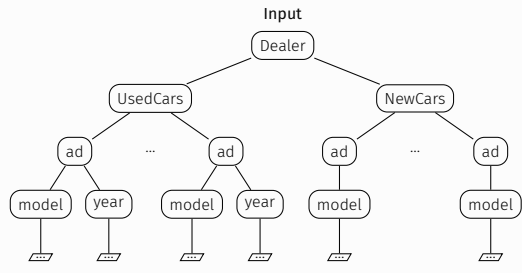 Input
Dealer
UsedCars NewCars
ad ... ad ad ... ad
model year model year model model
... ... ... ... ... ...